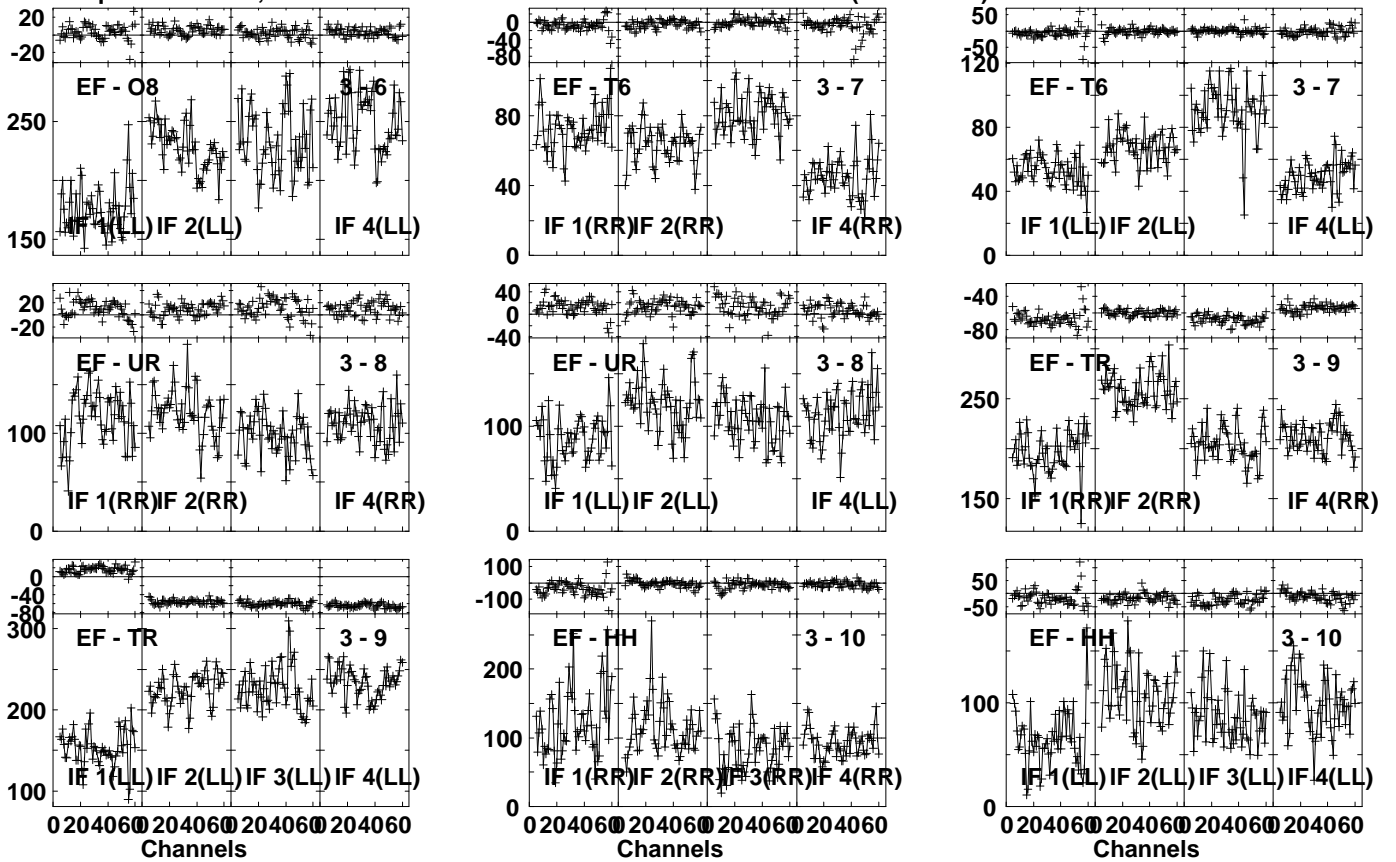 20
-20
EF - O8
3 - 6
250
150
IF 1(LL) IF 2(LL) IF 4(LL)
0
-40
-80
EF - T6
3 - 7
80
40
0
IF 1(RR) IF 2(RR) IF 4(RR)
50
-50
120
EF - T6
3 - 7
80
40
0
IF 1(LL) IF 2(LL) IF 4(LL)
20
-20
EF - UR
3 - 8
100
0
IF 1(RR) IF 2(RR) IF 4(RR)
40
0
-40
EF - UR
3 - 8
100
0
IF 1(LL) IF 2(LL) IF 4(LL)
-40
-80
EF - TR
3 - 9
250
150
IF 1(RR) IF 2(RR) IF 4(RR)
0
-40
-80
EF - TR
3 - 9
300
200
100
IF 1(LL) IF 2(LL) IF 3(LL) IF 4(LL)
0 204060 0 204060 0 204060 0 204060
Channels
100
-100
EF - HH
3 - 10
200
100
0
IF 1(RR) IF 2(RR) IF 3(RR) IF 4(RR)
0 204060 0 204060 0 204060 0 204060
Channels
50
-50
EF - HH
3 - 10
100
0
IF 1(LL) IF 2(LL) IF 3(LL) IF 4(LL)
0 204060 0 204060 0 204060 0 204060
Channels